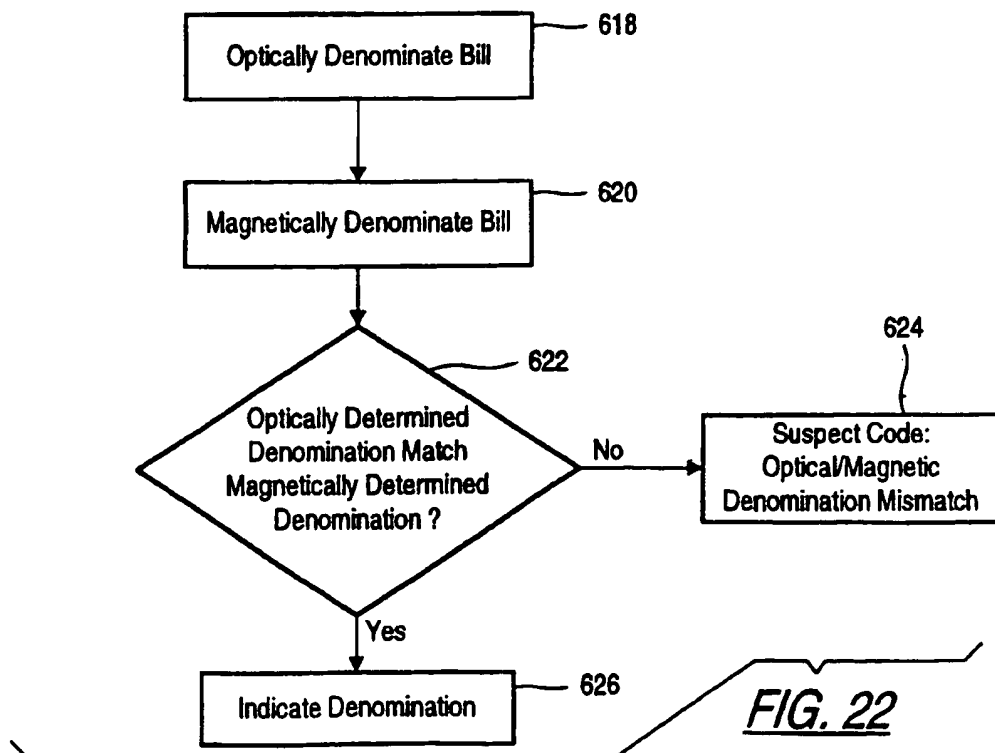 618
Optically Denominate Bill
620
Magnetically Denominate Bill
622
Optically Determined
Denomination Match
Magnetically Determined
Denomination ?
No
624
Suspect Code:
Optical/Magnetic
Denomination Mismatch
Yes
626
Indicate Denomination
FIG. 22